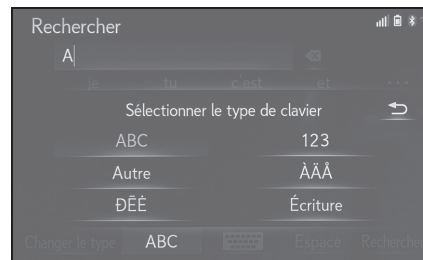 Rechercher
A
je tu c'est et ...
Sélectionner le type de clavier
ABC 123
Autre ÀÄÅ
ĐĒĖ Écriture
Changer le type ABC Espace Rechercher